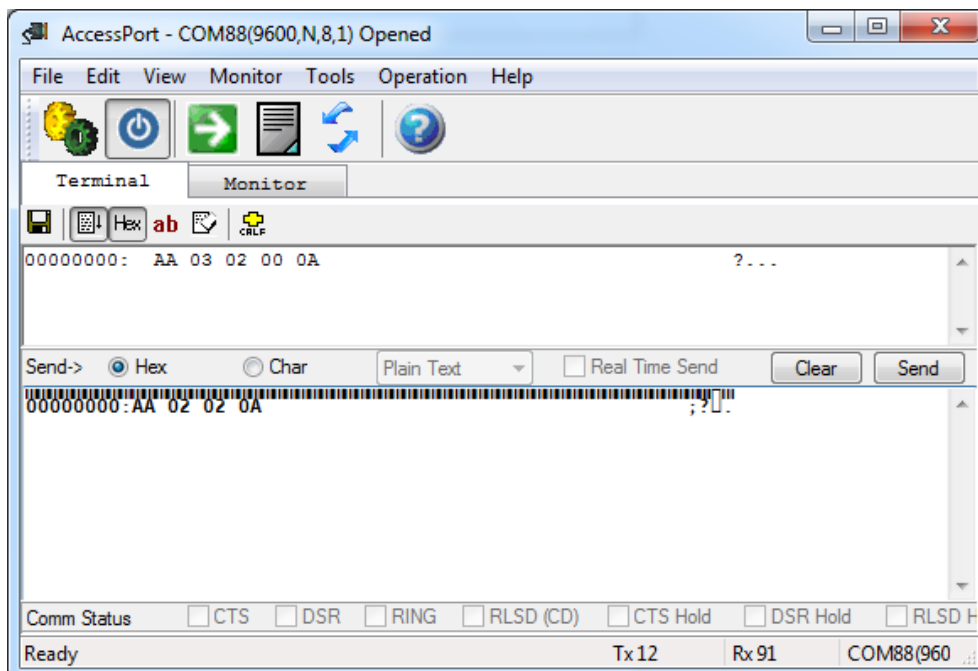 AccessPort - COM88(9600,N,8,1) Opened
File Edit View Monitor Tools Operation Help
Terminal Monitor
Hex ab CRLF
00000000: AA 03 02 00 0A ?...
Send-> Hex Char Plain Text Real Time Send Clear Send
00000000:AA 02 02 0A ;?.
Comm Status CTS DSR RING RLSD (CD) CTS Hold DSR Hold RLSD H
Ready Tx 12 Rx 91 COM88(960